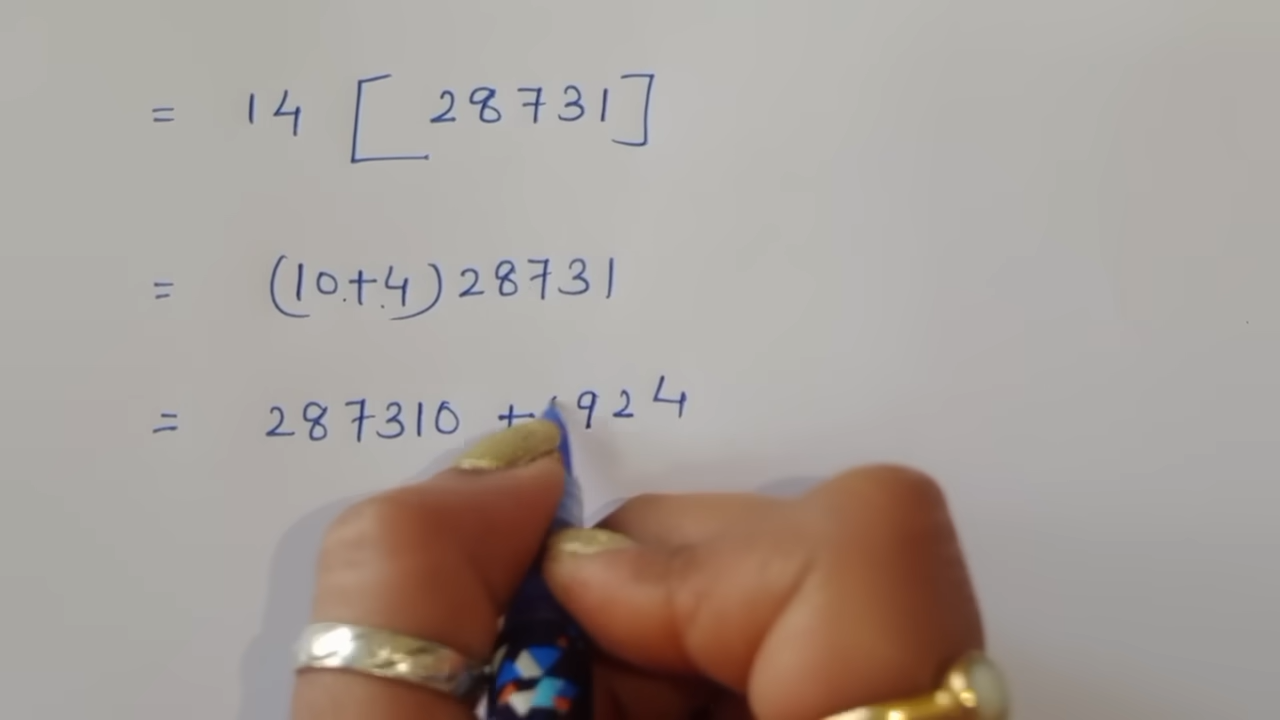 = 14 [ 28731]
= (10+4)28731
= 287310 + 924